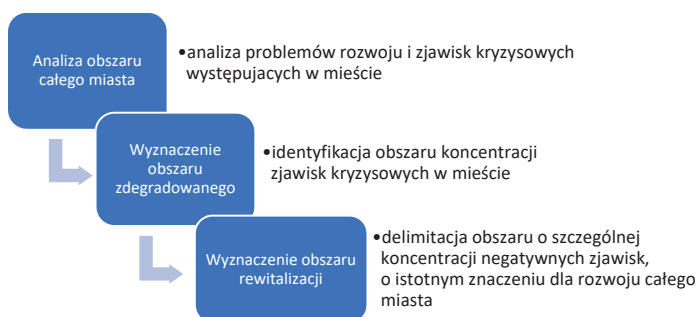 Analiza obszaru
całego miasta
•analiza problemów rozwoju i zjawisk kryzysowych
występujacych w mieście
Wyznaczenie
obszaru
zdegradowanego
•identyfikacja obszaru koncentracji
zjawisk kryzysowych w mieście
Wyznaczenie obszaru
rewitalizacji
•delimitacja obszaru o szczególnej
koncentracji negatywnych zjawisk,
o istotnym znaczeniu dla rozwoju całego
miasta